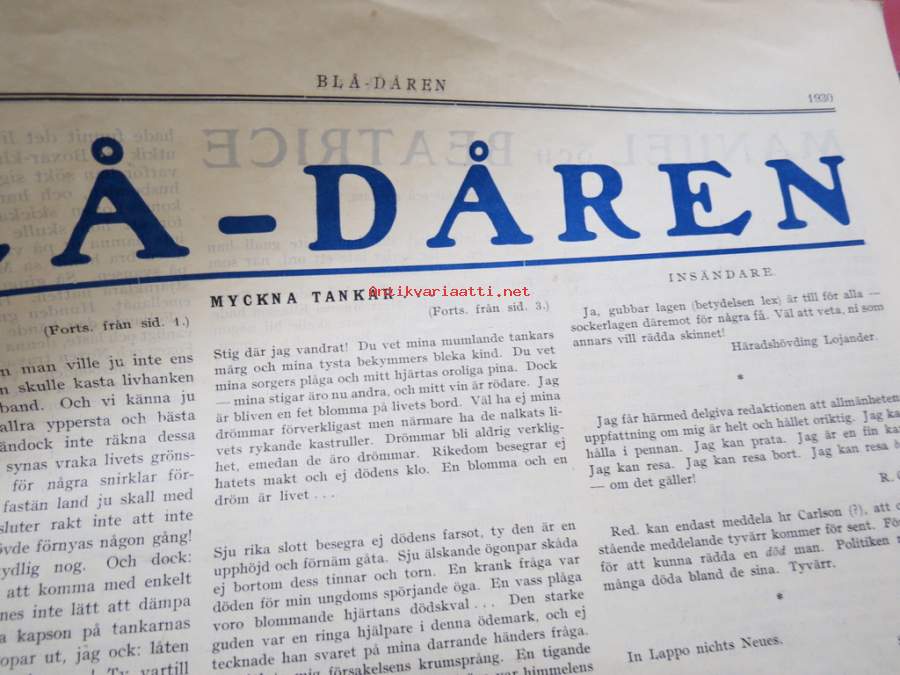 BLÅ-DÅREN
1930
Å-DÅREN
(Forts. från sid. 1.)
n man ville ju inte ens
n skulle kasta livhanken
band. Och vi känna ju
allra yppersta och bästa
ändock inte räkna dessa
synas vraka livets gröns-
för några snirklar för-
fastän land ju skall med
sluter rakt inte att inte
övde förnyas någon gång!
ydlig nog. Och dock:
att komma med enkelt
nes inte lätt att dämpa
a kapson på tankarnas
opar ut, jag ock: låten
Ty vartill
MYCKNA TANKAR
Antikvariaatti.net
(Forts. från sid. 3.)
Stig där jag vandrat! Du vet mina mumlande tankars
märg och mina tysta bekymmers bleka kind. Du vet
mina sorgers plåga och mitt hjärtas oroliga pina. Dock
— mina stigar äro nu andra, och mitt vin är rödare. Jag
är bliven en fet blomma på livets bord. Väl ha ej mina
drömmar förverkligast men närmare ha de nalkats li-
vets rykande kastruller. Drömmar bli aldrig verklig-
het, emedan de äro drömmar. Rikedom besegrar ej
hatets makt och ej dödens klo. En blomma och en
dröm är livet . . .
Sju rika slott besegra ej dödens farsot, ty den är en
upphöjd och förnäm gåta. Sju älskande ögonpar skåda
ej bortom dess tinnar och torn. En krank fråga var
döden för min ungdoms spörjande öga. En vass plåga
voro blommande hjärtans dödskval . . . Den starke
guden var en ringa hjälpare i denna ödemark, och ej
tecknade han svaret på mina darrande händers fråga.
mig försakelsens krumsprång. En tigande
var himmelens
INSÄNDARE.
Ja, gubbar lagen (betydelsen lex) är till för alla —
sockerlagen däremot för några få. Väl att veta, ni som
annars vill rädda skinnet!
Häradshövding Lojander.
*
Jag får härmed delgiva redaktionen att allmänheten
uppfattning om mig är helt och hållet oriktig. Jag ka
hålla i pennan. Jag kan prata. Jag är en fin ka
Jag kan resa. Jag kan resa bort. Jag kan resa
— om det gäller!
R.
Red. kan endast meddela hr Carlson (?), att
stående meddelande tyvärr kommer för sent. Fö
för att kunna rädda en död man. Politiken
många döda bland de sina. Tyvärr.
*
In Lappo nichts Neues.